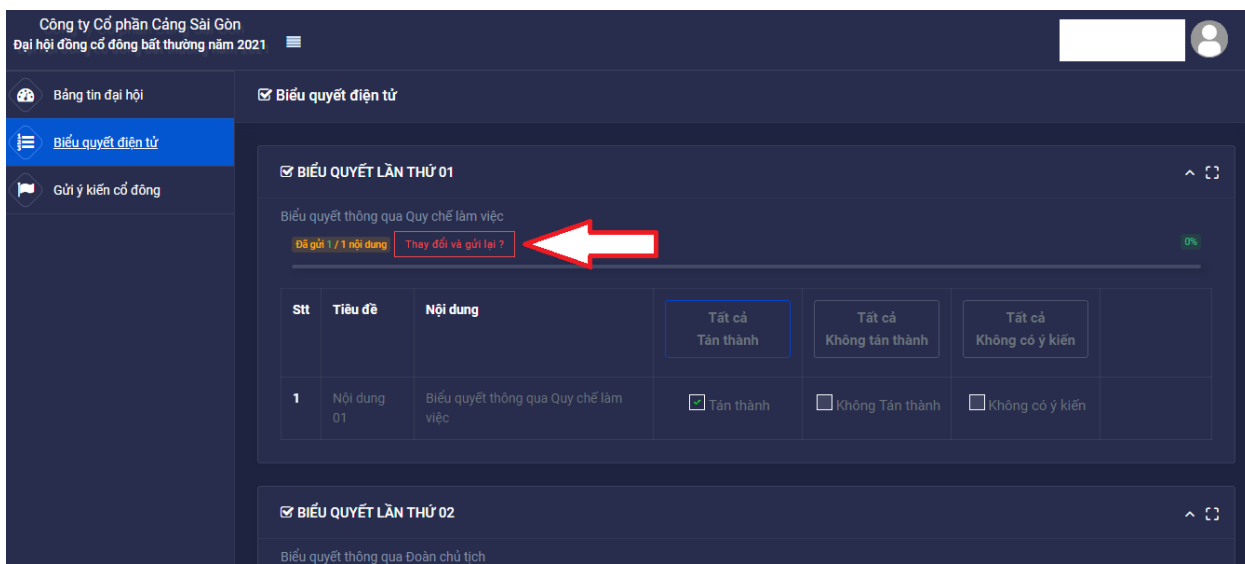 Công ty Cổ phần Cảng Sài Gòn
Đại hội đồng cổ đông bất thường năm 2021
Bảng tin đại hội
Biểu quyết điện tử
Gửi ý kiến cổ đông
Biểu quyết điện tử
BIỂU QUYẾT LẦN THỨ 01
Biểu quyết thông qua Quy chế làm việc
Đã gửi 1 / 1 nội dung Thay đổi và gửi lại ? 0%
Stt Tiêu đề Nội dung
Tất cả
Tán thành
Tất cả
Không tán thành
Tất cả
Không có ý kiến
1 Nội dung
01
Biểu quyết thông qua Quy chế làm
việc
Tán thành Không Tán thành Không có ý kiến
BIỂU QUYẾT LẦN THỨ 02
Biểu quyết thông qua Đoàn chủ tịch